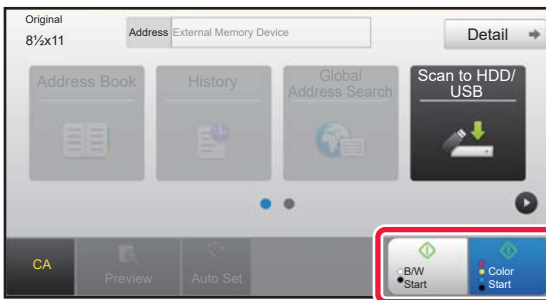 Original
8½x11
Address External Memory Device
Detail
Address Book
History
Global
Address Search
Scan to HDD/
USB
CA
Preview
Auto Set
B/W
Start
Color
Start